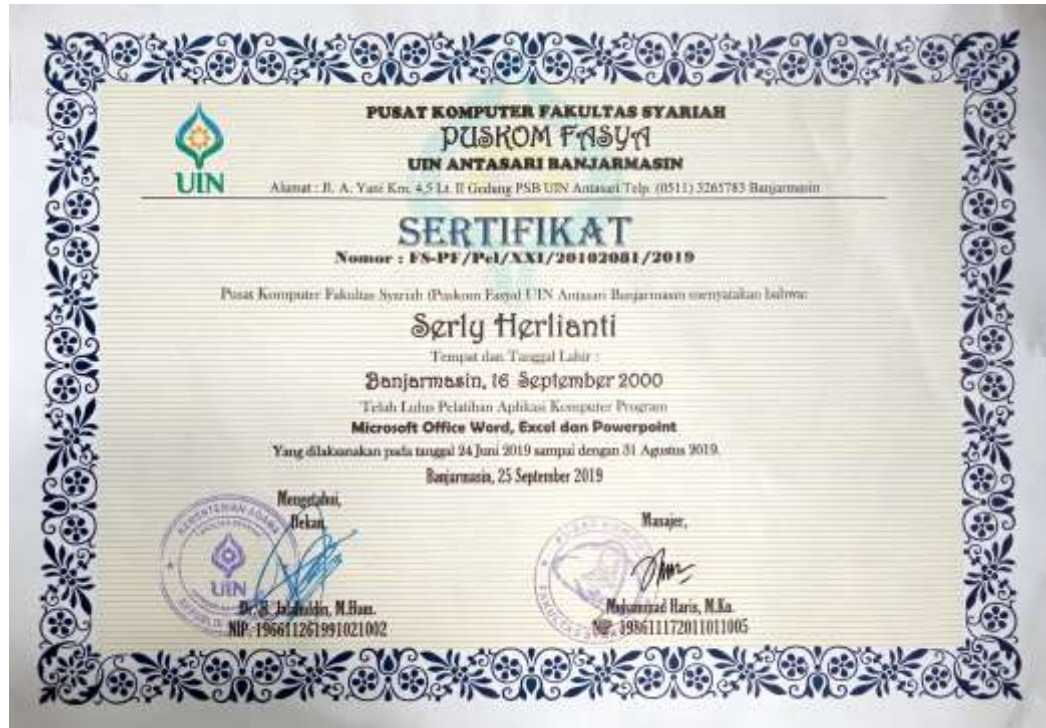 PUSAT KOMPUTER FAKULTAS SYARIAH
PUSKOM FASYA
UIN ANTASARI BANJARMASIN
UIN
Alamat : Jl. A. Yani Km. 4,5 Lt. II Gedung PSB UIN Antasari Telp. (0511) 3265783 Banjarmasin
SERTIFIKAT
Nomor : FS-PF/Pel/XXI/20102081/2019
Pusat Komputer Fakultas Syariah (Puskom Fasya) UIN Antasari Banjarmasin menyatakan bahwa:
Serly Herlianti
Tempat dan Tanggal Lahir :
Banjarmasin, 16 September 2000
Telah Lulus Pelatihan Aplikasi Komputer Program
Microsoft Office Word, Excel dan Powerpoint
Yang dilaksanakan pada tanggal 24 Juni 2019 sampai dengan 31 Agustus 2019.
Banjarmasin, 25 September 2019
Mengetahui,
Dekan
Manajer,
KEMENTERIAN AGAMA
UIN
Dr. H. M.Hum.
Muhammad Haris, M.Kn.
NIP. 196611261991021002
NIP. 198611172011011005